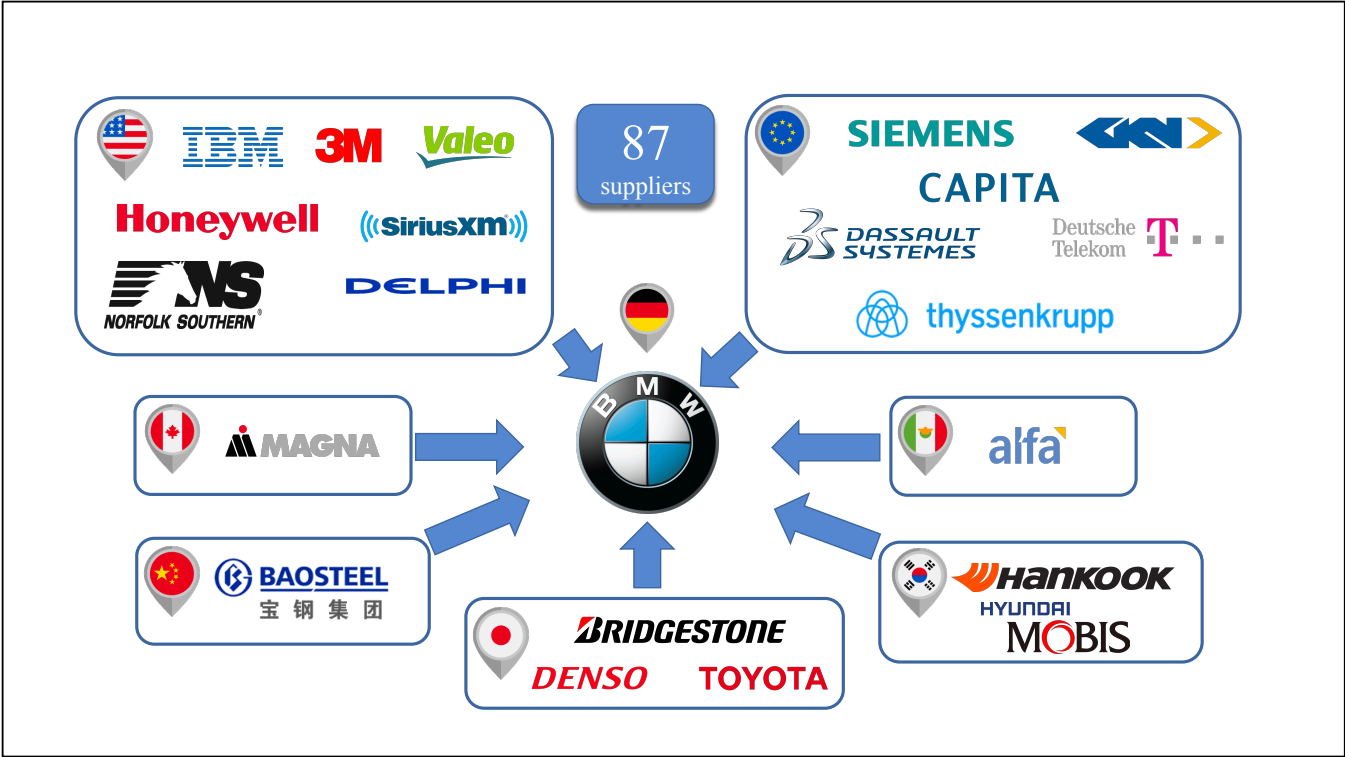 IBM
3M
Valeo
Honeywell
SiriusXM
NS
NORFOLK SOUTHERN®
DELPHI
87
suppliers
SIEMENS
GKN
CAPITA
DASSAULT
SYSTEMES
Deutsche
Telekom
T
BMW
MAGNA
alfa
BAOSTEEL
宝钢集团
BRIDGESTONE
DENSO
TOYOTA
HANKOOK
HYUNDAI
MOBIS
thyssenkrupp